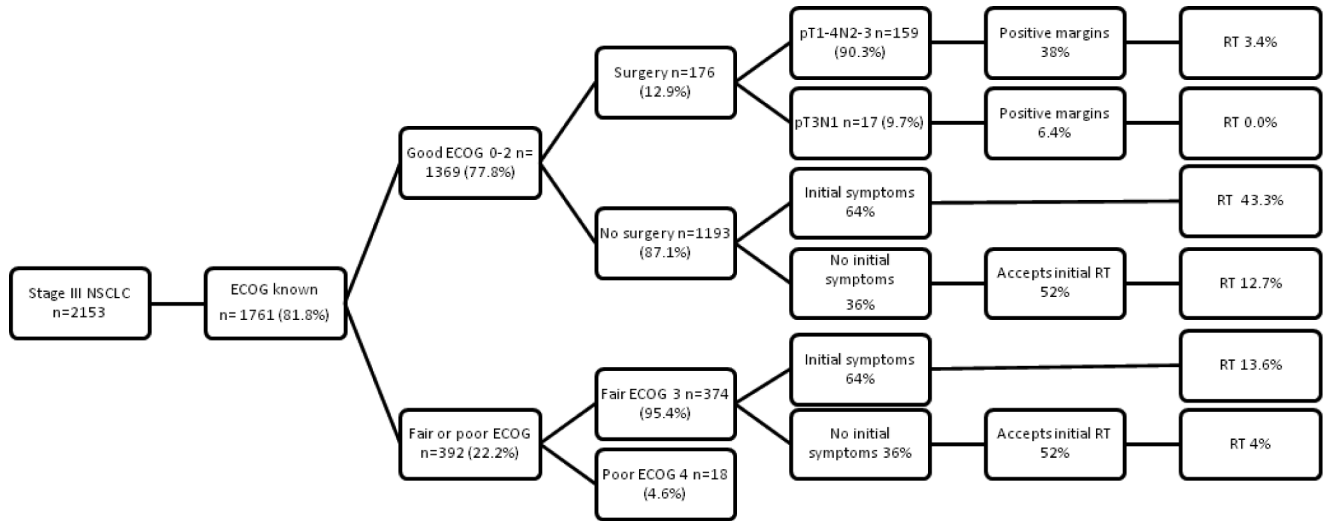 Stage III NSCLC
n=2153
ECOG known
n= 1761 (81.8%)
Good ECOG 0-2 n=
1369 (77.8%)
Fair or poor ECOG
n=392 (22.2%)
Surgery n=176
(12.9%)
No surgery n=1193
(87.1%)
Fair ECOG 3 n=374
(95.4%)
Poor ECOG 4 n=18
(4.6%)
pT1-4N2-3 n=159
(90.3%)
Positive margins
38%
RT 3.4%
pT3N1 n=17 (9.7%)
Positive margins
6.4%
RT 0.0%
Initial symptoms
64%
RT 43.3%
No initial
symptoms
36%
Accepts initial RT
52%
RT 12.7%
Initial symptoms
64%
RT 13.6%
No initial
symptoms 36%
Accepts initial RT
52%
RT 4%